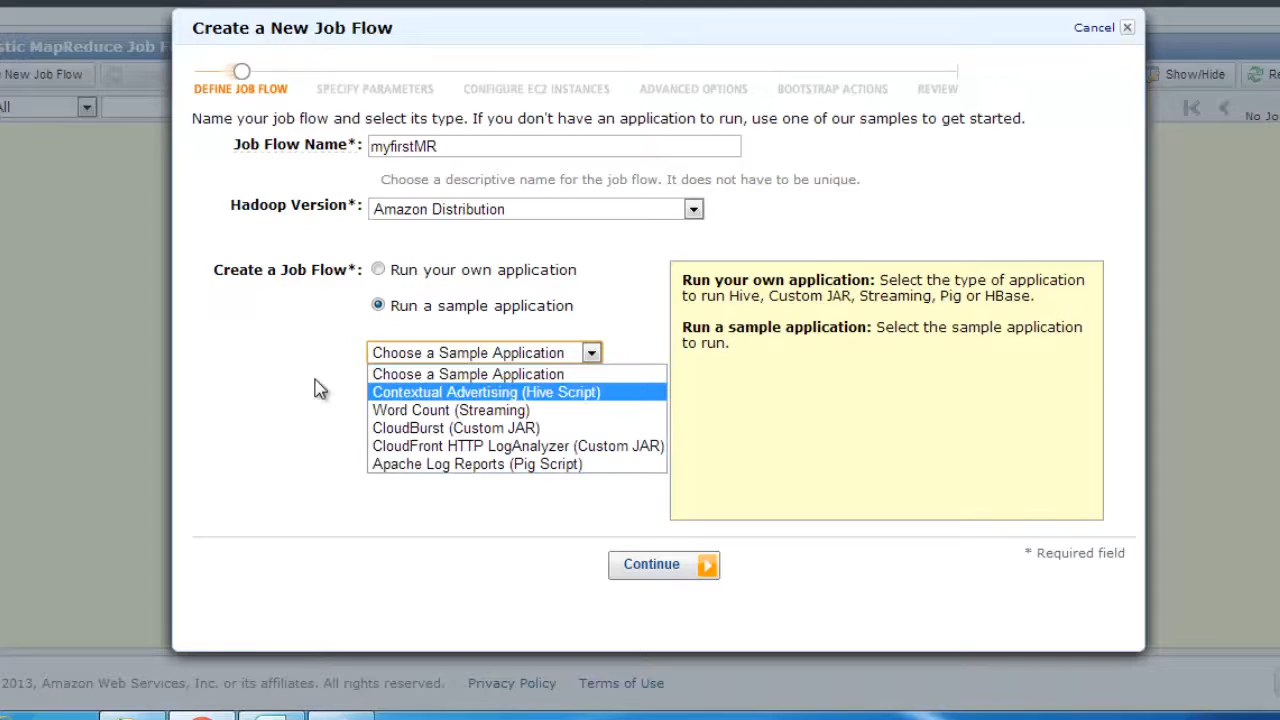 Create a New Job Flow
Cancel
stic MapReduce Job F
New Job Flow
Show/Hide
Re
DEFINE JOB FLOW SPECIFY PARAMETERS CONFIGURE EC2 INSTANCES ADVANCED OPTIONS BOOTSTRAP ACTIONS REVIEW
All
No Jo
Name your job flow and select its type. If you don't have an application to run, use one of our samples to get started.
Job Flow Name*: myfirstMR
Choose a descriptive name for the job flow. It does not have to be unique.
Hadoop Version*: Amazon Distribution
Create a Job Flow*: Run your own application
Run a sample application
Choose a Sample Application
Choose a Sample Application
Contextual Advertising (Hive Script)
Word Count (Streaming)
CloudBurst (Custom JAR)
CloudFront HTTP LogAnalyzer (Custom JAR)
Apache Log Reports (Pig Script)
Run your own application: Select the type of application
to run Hive, Custom JAR, Streaming, Pig or HBase.
Run a sample application: Select the sample application
to run.
* Required field
Continue
2013, Amazon Web Services, Inc. or its affiliates. All rights reserved. Privacy Policy Terms of Use